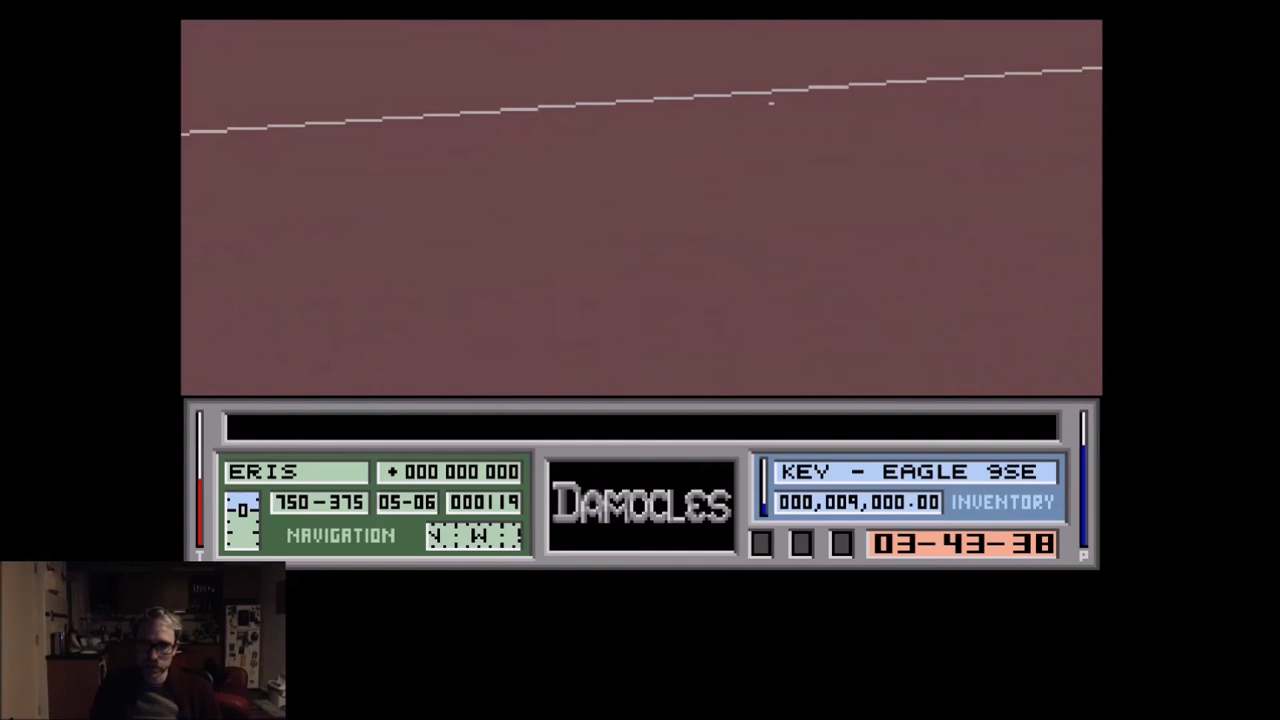 ERIS
+000 000 000
750-375
05-06
000119
NAVIGATION
W
T
DAMOCLES
KEY - EAGLE 9SE
000,009,000.00
INVENTORY
03-43-38
P